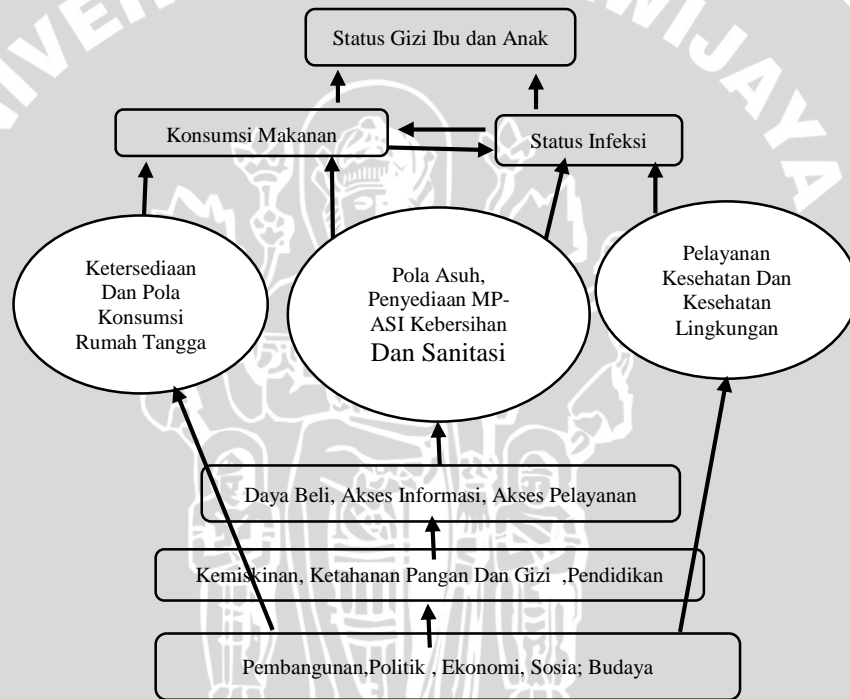 UNIVER
WIJAYA
Status Gizi Ibu dan Anak
Konsumsi Makanan
Status Infeksi
Ketersediaan
Dan Pola
Konsumsi
Rumah Tangga
Pola Asuh,
Penyediaan MP-
ASI Kebersihan
Dan Sanitasi
Pelayanan
Kesehatan Dan
Kesehatan
Lingkungan
Daya Beli, Akses Informasi, Akses Pelayanan
Kemiskinan, Ketahanan Pangan Dan Gizi ,Pendidikan
Pembangunan,Politik , Ekonomi, Sosia; Budaya